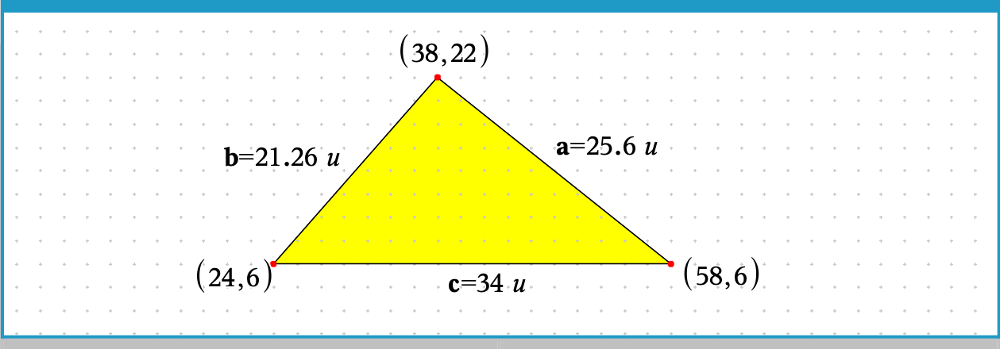 (38,22)
b=21.26 u
a=25.6 u
(24,6)
c=34 u
(58,6)